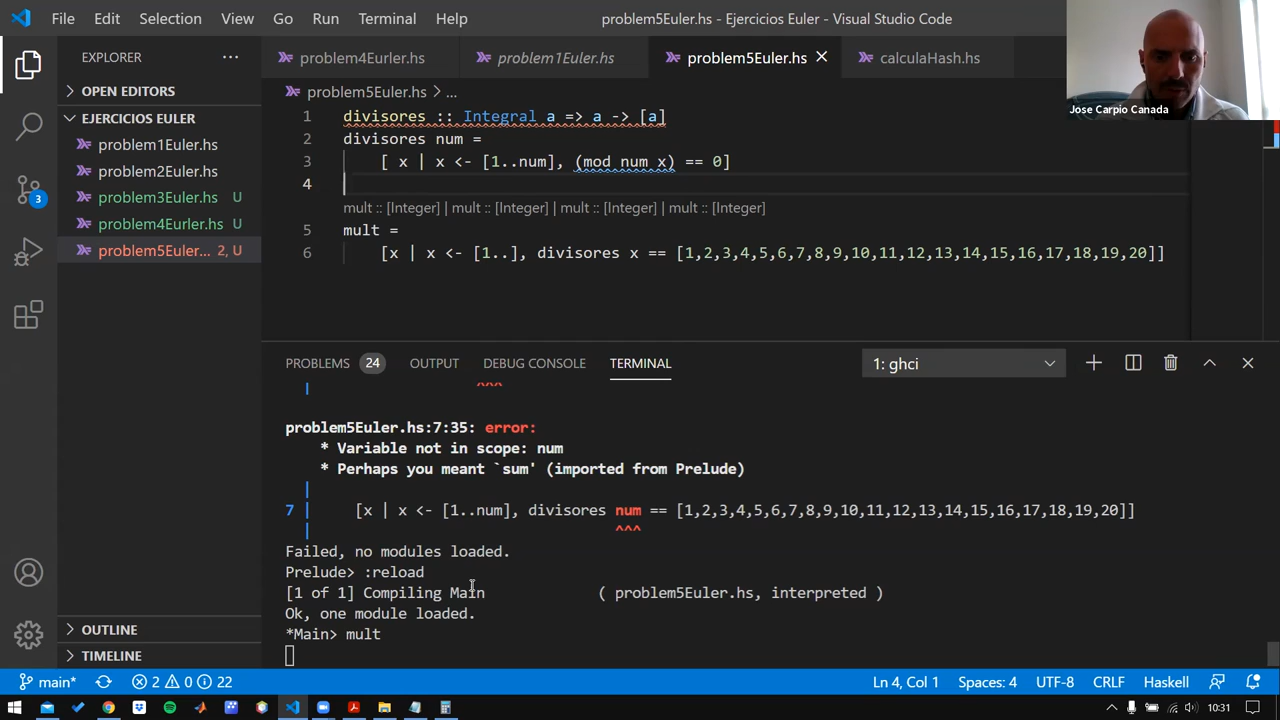 File Edit Selection View Go Run Terminal Help problem5Euler.hs - Ejercicios Euler - Visual Studio Code
Jose Carpio Canada
EXPLORER
OPEN EDITORS
EJERCICIOS EULER
problem1Euler.hs
problem2Euler.hs
problem3Euler.hs U
problem4Eurler.hs U
problem5Euler... 2, U
OUTLINE
TIMELINE
3
problem4Eurler.hs problem1Euler.hs problem5Euler.hs calculaHash.hs
problem5Euler.hs > ...
1 divisores :: Integral a => a -> [a]
2 divisores num =
3 [ x | x <- [1..num], (mod num x) == 0]
4
mult :: [Integer] | mult :: [Integer] | mult :: [Integer] | mult :: [Integer]
5 mult =
6 [x | x <- [1..], divisores x == [1,2,3,4,5,6,7,8,9,10,11,12,13,14,15,16,17,18,19,20]]
PROBLEMS 24 OUTPUT DEBUG CONSOLE TERMINAL 1: ghci
| ^^^
problem5Euler.hs:7:35: error:
* Variable not in scope: num
* Perhaps you meant `sum' (imported from Prelude)
|
7 | [x | x <- [1..num], divisores num == [1,2,3,4,5,6,7,8,9,10,11,12,13,14,15,16,17,18,19,20]]
| ^^^
Failed, no modules loaded.
Prelude> :reload
[1 of 1] Compiling Main ( problem5Euler.hs, interpreted )
Ok, one module loaded.
*Main> mult
main* 2 0 22 Ln 4, Col 1 Spaces: 4 UTF-8 CRLF Haskell
10:31